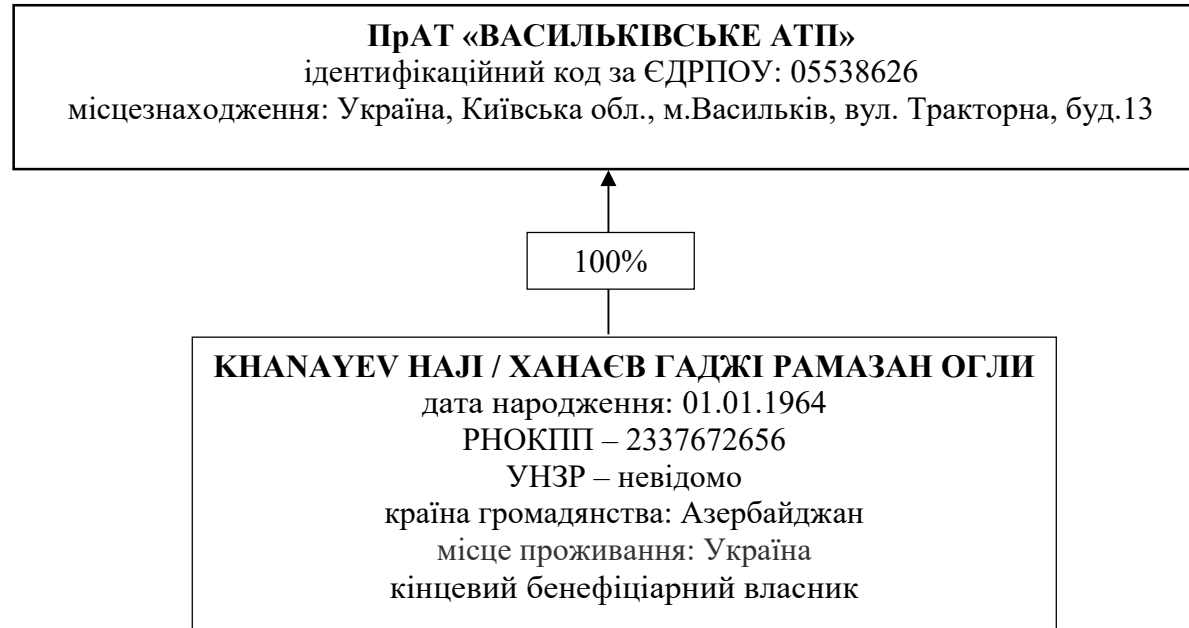 ПрАТ «ВАСИЛЬКІВСЬКЕ АТП»
ідентифікаційний код за ЄДРПОУ: 05538626
місцезнаходження: Україна, Київська обл., м.Васильків, вул. Тракторна, буд.13
100%
KHANAYEV HAJI / ХАНАЄВ ГАДЖІ РАМАЗАН ОГЛИ
дата народження: 01.01.1964
РНОКПП – 2337672656
УНЗР – невідомо
країна громадянства: Азербайджан
місце проживання: Україна
кінцевий бенефіціарний власник